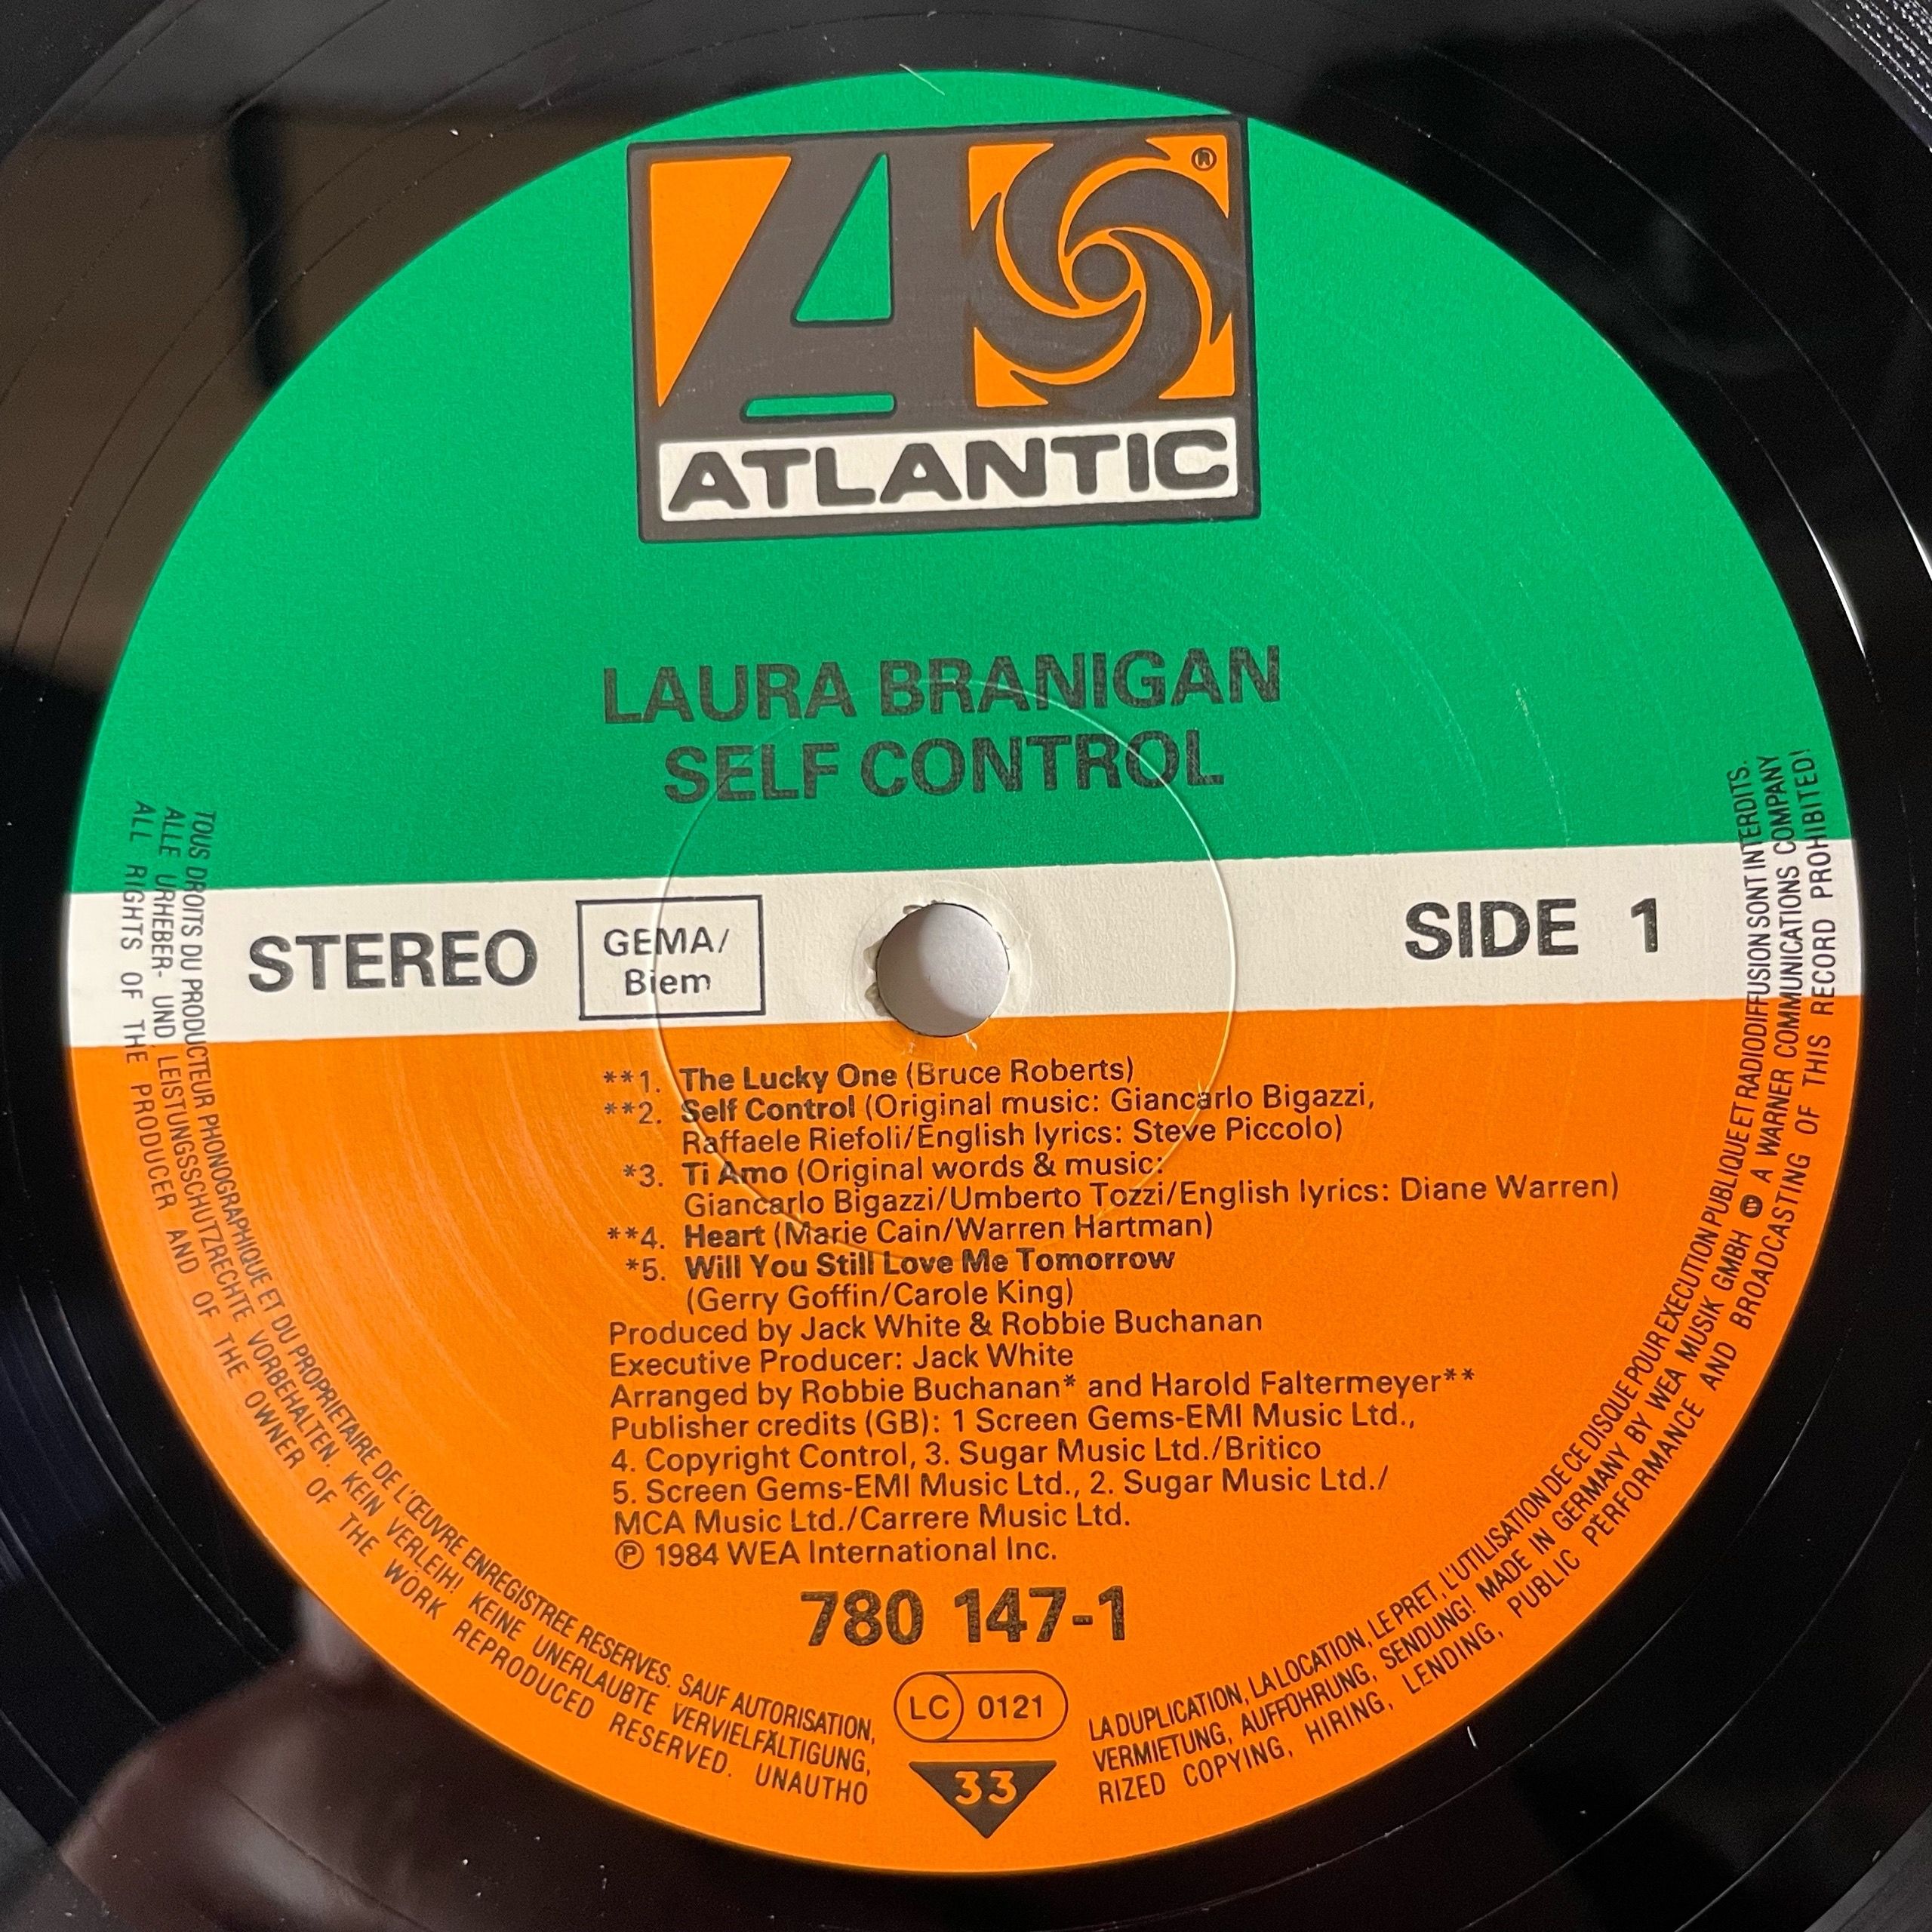 ®
ATLANTIC
LAURA BRANIGAN
SELF CONTROL
STEREO
GEMA/
Biem
SIDE 1
**1. The Lucky One (Bruce Roberts)
**2. Self Control (Original music: Giancarlo Bigazzi,
Raffaele Riefoli/English lyrics: Steve Piccolo)
*3. Ti Amo (Original words & music:
Giancarlo Bigazzi/Umberto Tozzi/English lyrics: Diane Warren)
**4. Heart (Marie Cain/Warren Hartman)
*5. Will You Still Love Me Tomorrow
(Gerry Goffin/Carole King)
Produced by Jack White & Robbie Buchanan
Executive Producer: Jack White
Arranged by Robbie Buchanan* and Harold Faltermeyer**
Publisher credits (GB): 1 Screen Gems-EMI Music Ltd.,
4. Copyright Control, 3. Sugar Music Ltd./Britico
5. Screen Gems-EMI Music Ltd., 2. Sugar Music Ltd./
MCA Music Ltd./Carrere Music Ltd.
℗ 1984 WEA International Inc.
780 147-1
LC 0121
33
TOUS DROITS DU PRODUCTEUR PHONOGRAPHIQUE ET DU PROPRIETAIRE DE L'ŒUVRE ENREGISTREE RESERVES. SAUF AUTORISATION, LA DUPLICATION, LA LOCATION, LE PRET, L'UTILISATION DE CE DISQUE POUR EXECUTION PUBLIQUE ET RADIODIFFUSION SONT INTERDITS.
ALLE URHEBER- UND LEISTUNGSSCHUTZRECHTE VORBEHALTEN. KEIN VERLEIH! KEINE UNERLAUBTE VERVIELFÄLTIGUNG, VERMIETUNG, AUFFÜHRUNG, SENDUNG! MADE IN GERMANY BY WEA MUSIK GMBH A WARNER COMMUNICATIONS COMPANY
ALL RIGHTS OF THE PRODUCER AND OF THE OWNER OF THE WORK REPRODUCED RESERVED. UNAUTHORIZED COPYING, HIRING, LENDING, PUBLIC PERFORMANCE AND BROADCASTING OF THIS RECORD PROHIBITED!